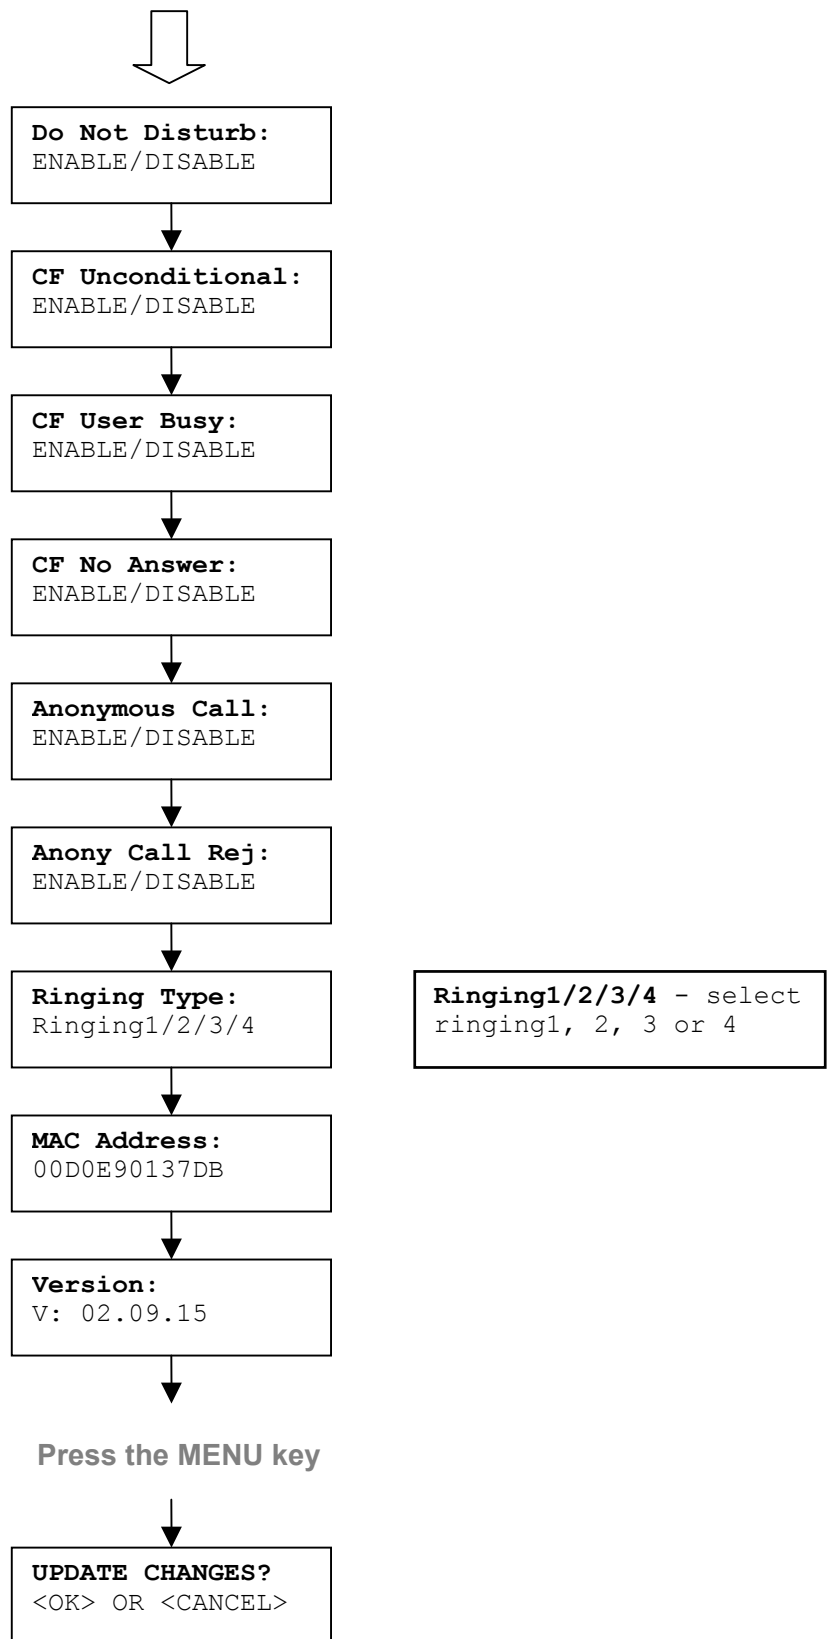 Do Not Disturb:
ENABLE/DISABLE
CF Unconditional:
ENABLE/DISABLE
CF User Busy:
ENABLE/DISABLE
CF No Answer:
ENABLE/DISABLE
Anonymous Call:
ENABLE/DISABLE
Anony Call Rej:
ENABLE/DISABLE
Ringing Type:
Ringing1/2/3/4
Ringing1/2/3/4 - select
ringing1, 2, 3 or 4
MAC Address:
00D0E90137DB
Version:
V: 02.09.15
Press the MENU key
UPDATE CHANGES?
<OK> OR <CANCEL>